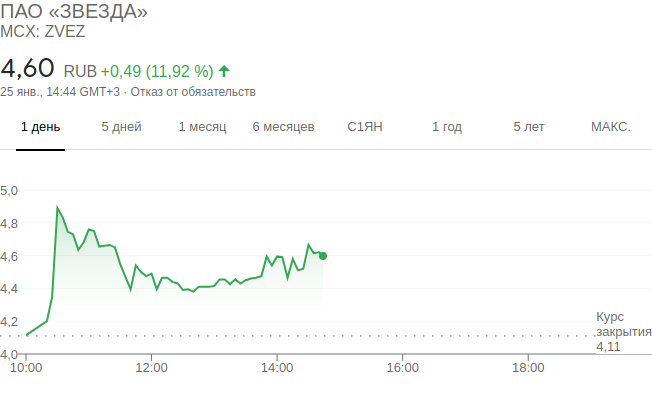 ПАО «ЗВЕЗДА»
MCX: ZVEZ
4,60 RUB +0,49 (11,92 %)
25 янв., 14:44 GMT+3 · Отказ от обязательств
1 день 5 дней 1 месяц 6 месяцев С1ЯН 1 год 5 лет МАКС.
5,0
4,8
4,6
4,4
4,2
4,0
Курс
закрытия
4,11
10:00 12:00 14:00 16:00 18:00